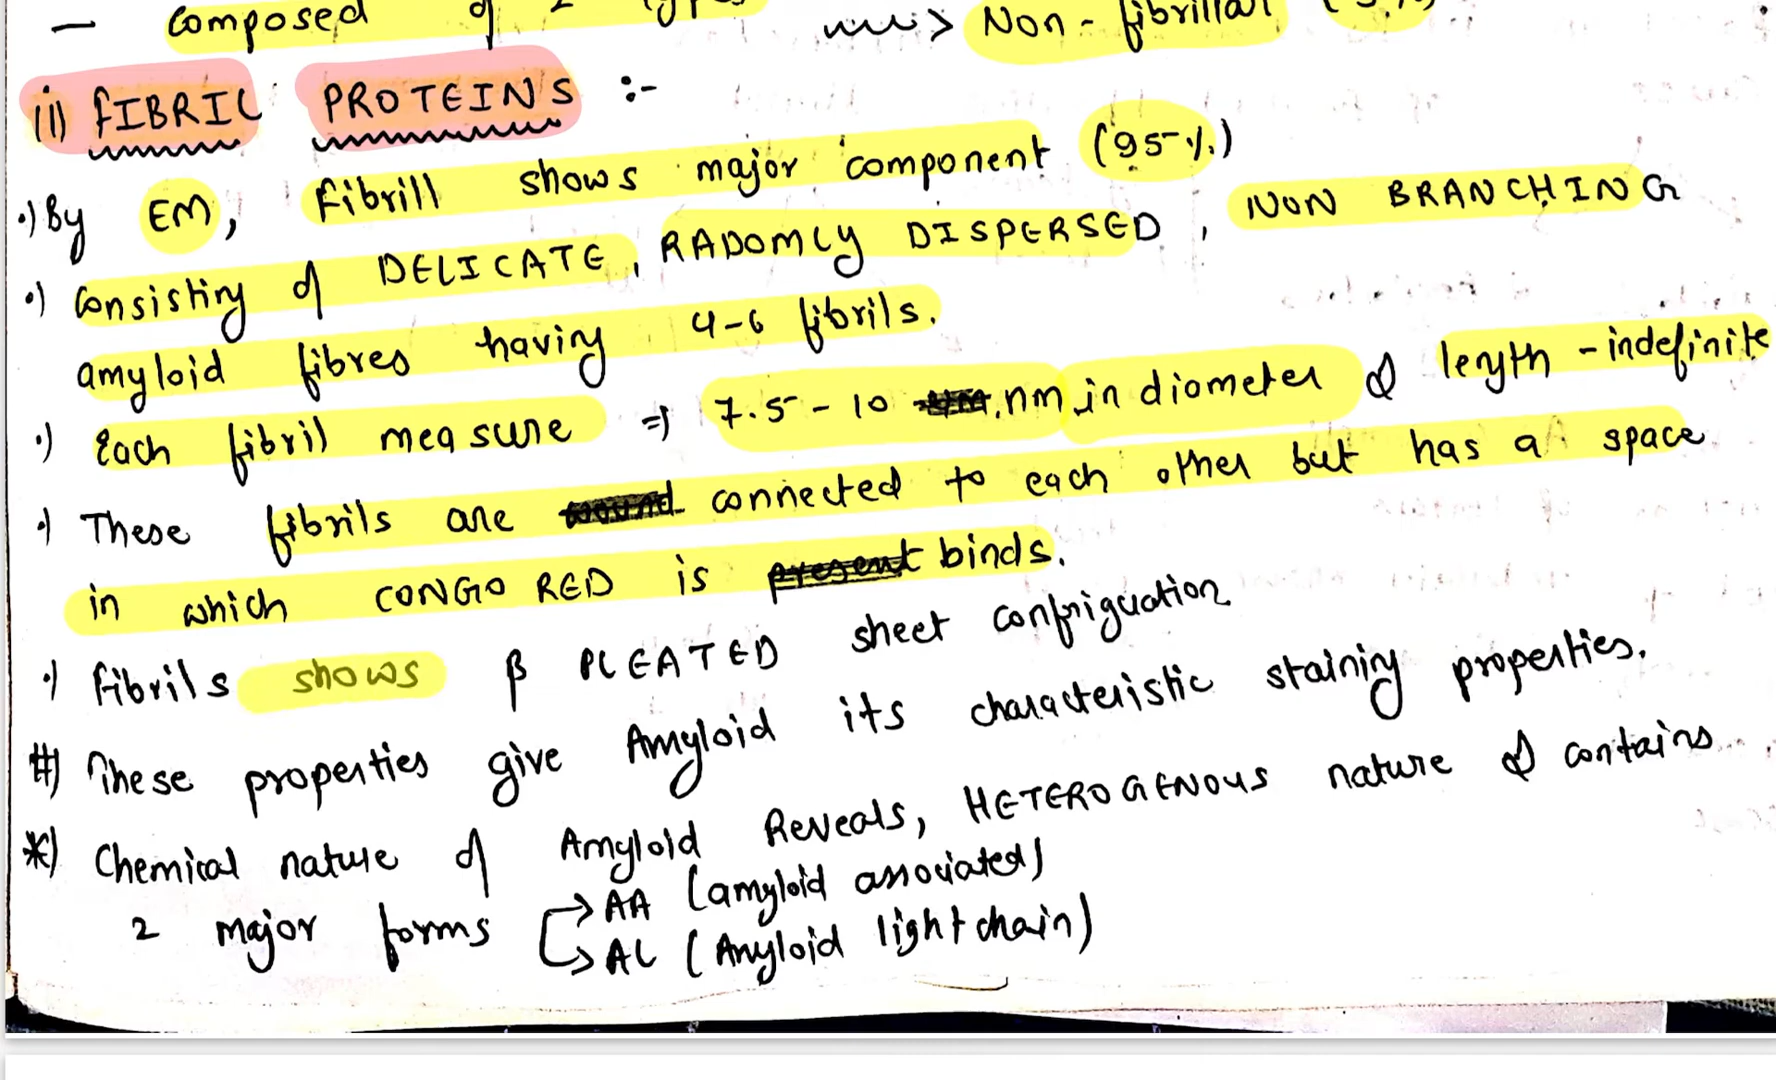 – composed of 2 Non-fibrillar (5%)
ii) FIBRIL PROTEINS :-
•) By EM, Fibrill shows major component (95%)
•) Consisting of DELICATE, RADOMLY DISPERSED, NON BRANCHING
amyloid fibres having 4-6 fibrils.
•) Each fibril measure ⇒ 7.5-10 nm in diometer & length - indefinite
•) These fibrils are connected to each other but has a space
in which CONGO RED is binds.
•) Fibrils shows β PLEATED sheet confriguation
#) These properties give Amyloid its characteristic staining properties.
*) Chemical nature of Amyloid Reveals, HETEROGENOUS nature & contains
2 major forms → AA (amyloid associated)
→ AL (Amyloid light chain)